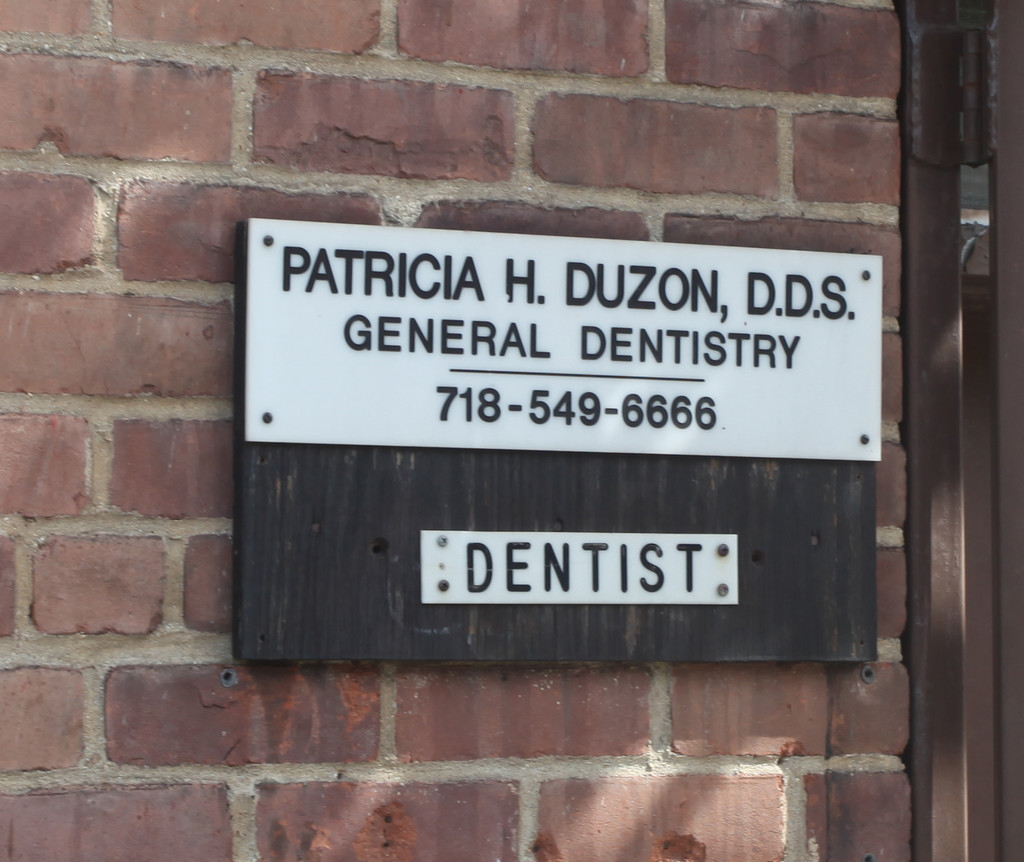 PATRICIA H. DUZON, D.D.S.
GENERAL DENTISTRY
718-549-6666
DENTIST